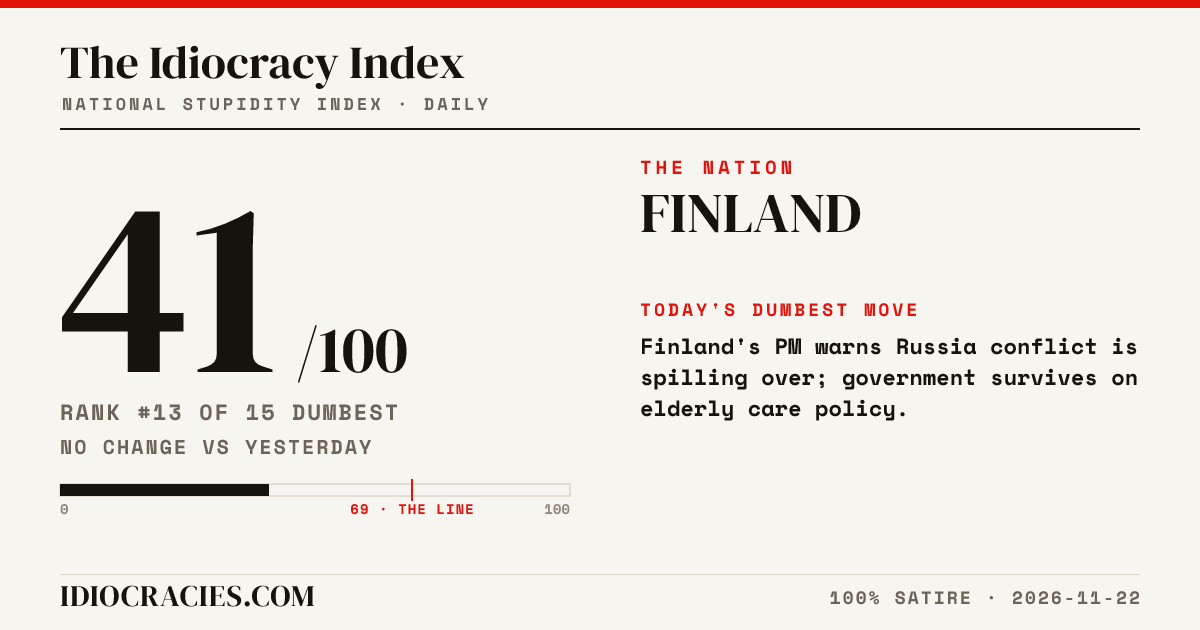 The Idiocracy Index
NATIONAL STUPIDITY INDEX · DAILY
41 /100
RANK #13 OF 15 DUMBEST
NO CHANGE VS YESTERDAY
0
69 · THE LINE
100
THE NATION
FINLAND
TODAY'S DUMBEST MOVE
Finland's PM warns Russia conflict is
spilling over; government survives on
elderly care policy.
IDIOCRACIES.COM
100% SATIRE · 2026-11-22